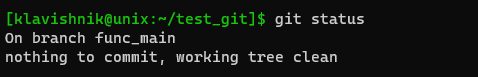 [klavishnik@unix:~/test_git]$ git status
On branch func_main
nothing to commit, working tree clean